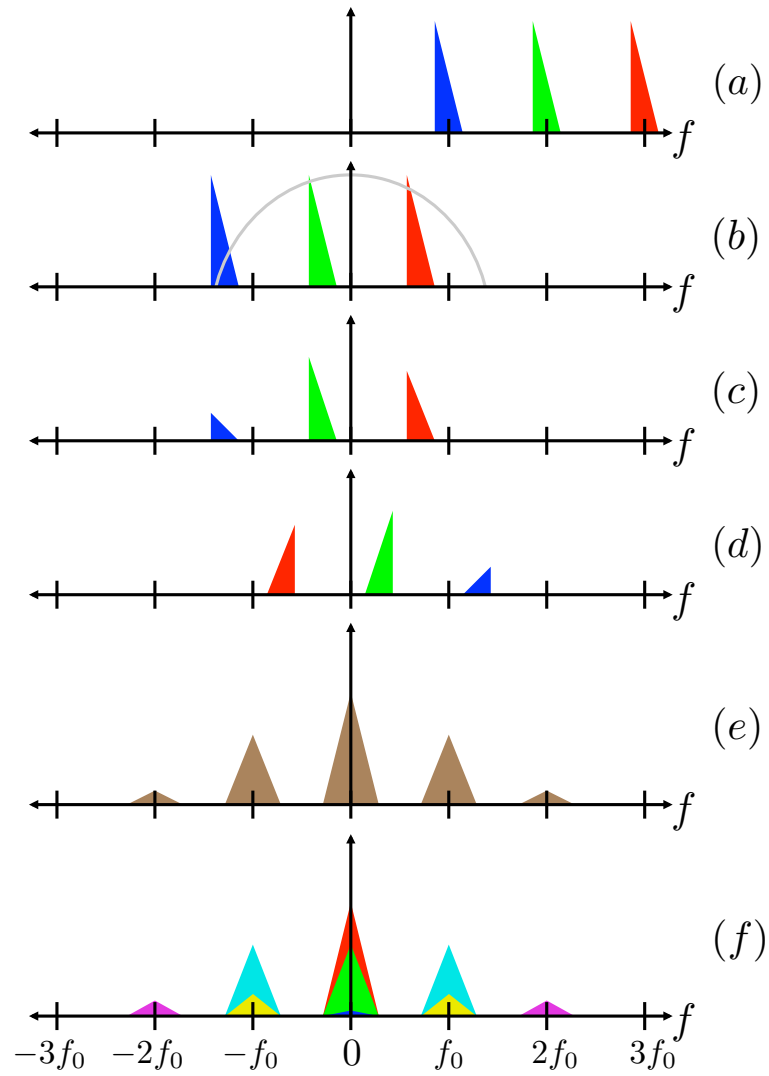 (a)
f
(b)
f
(c)
f
(d)
f
(e)
f
(f)
f
−3f₀ −2f₀ −f₀ 0 f₀ 2f₀ 3f₀